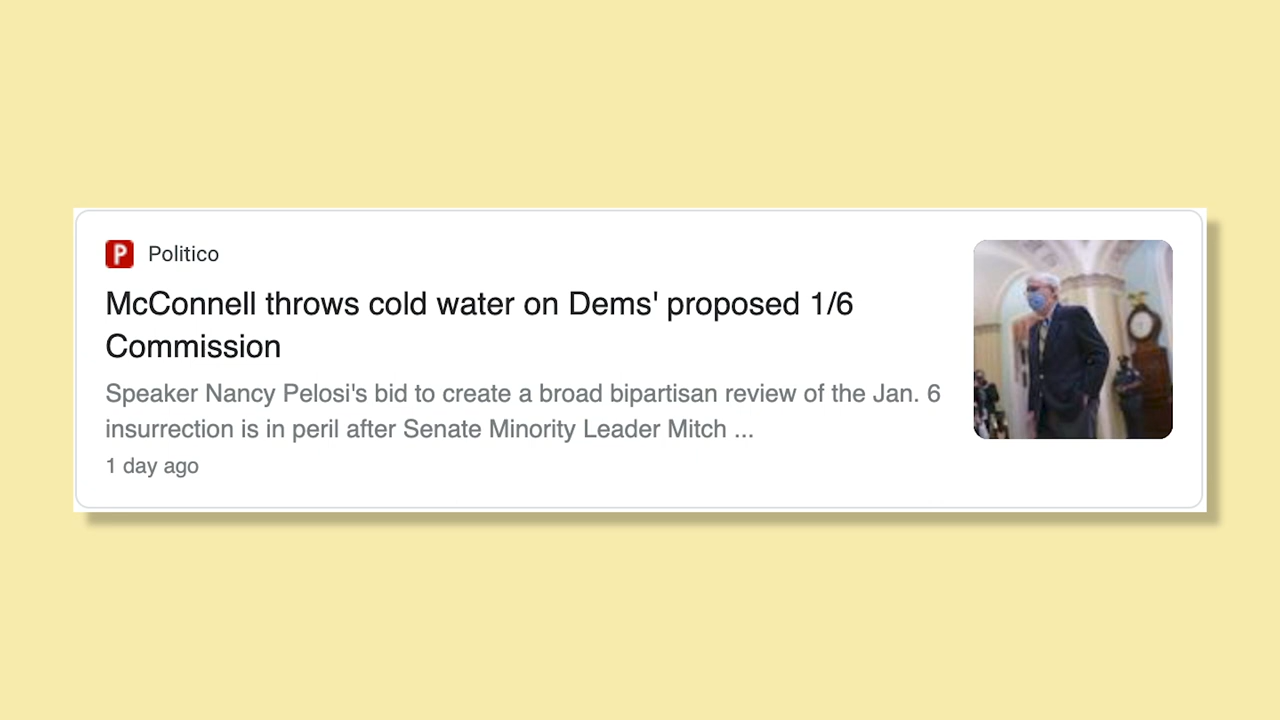 P Politico
McConnell throws cold water on Dems' proposed 1/6
Commission
Speaker Nancy Pelosi's bid to create a broad bipartisan review of the Jan. 6
insurrection is in peril after Senate Minority Leader Mitch ...
1 day ago